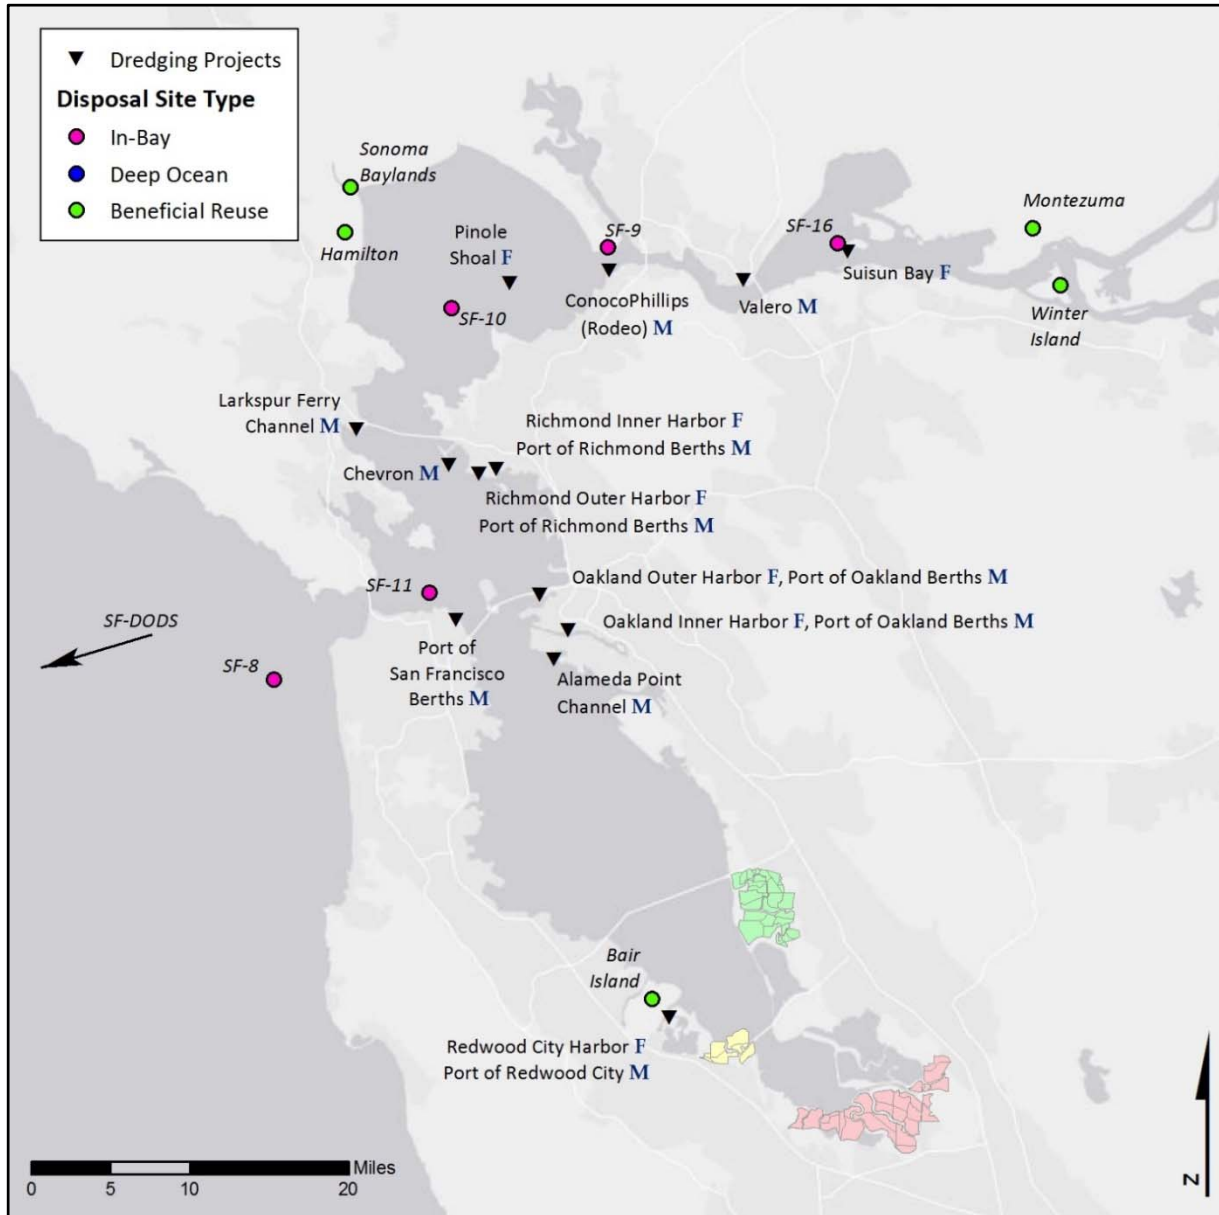 Dredging Projects
Disposal Site Type
In-Bay
Deep Ocean
Beneficial Reuse
Sonoma
Baylands
Hamilton
Pinole
Shoal F
SF-9
SF-10
ConocoPhillips
(Rodeo) M
Valero M
SF-16
Suisun Bay F
Montezuma
Winter
Island
Larkspur Ferry
Channel M
Chevron M
Richmond Inner Harbor F
Port of Richmond Berths M
Richmond Outer Harbor F
Port of Richmond Berths M
SF-11
Oakland Outer Harbor F, Port of Oakland Berths M
Oakland Inner Harbor F, Port of Oakland Berths M
SF-DODS
SF-8
Port of
San Francisco
Berths M
Alameda Point
Channel M
Bair
Island
Redwood City Harbor F
Port of Redwood City M
Miles
0 5 10 20
N